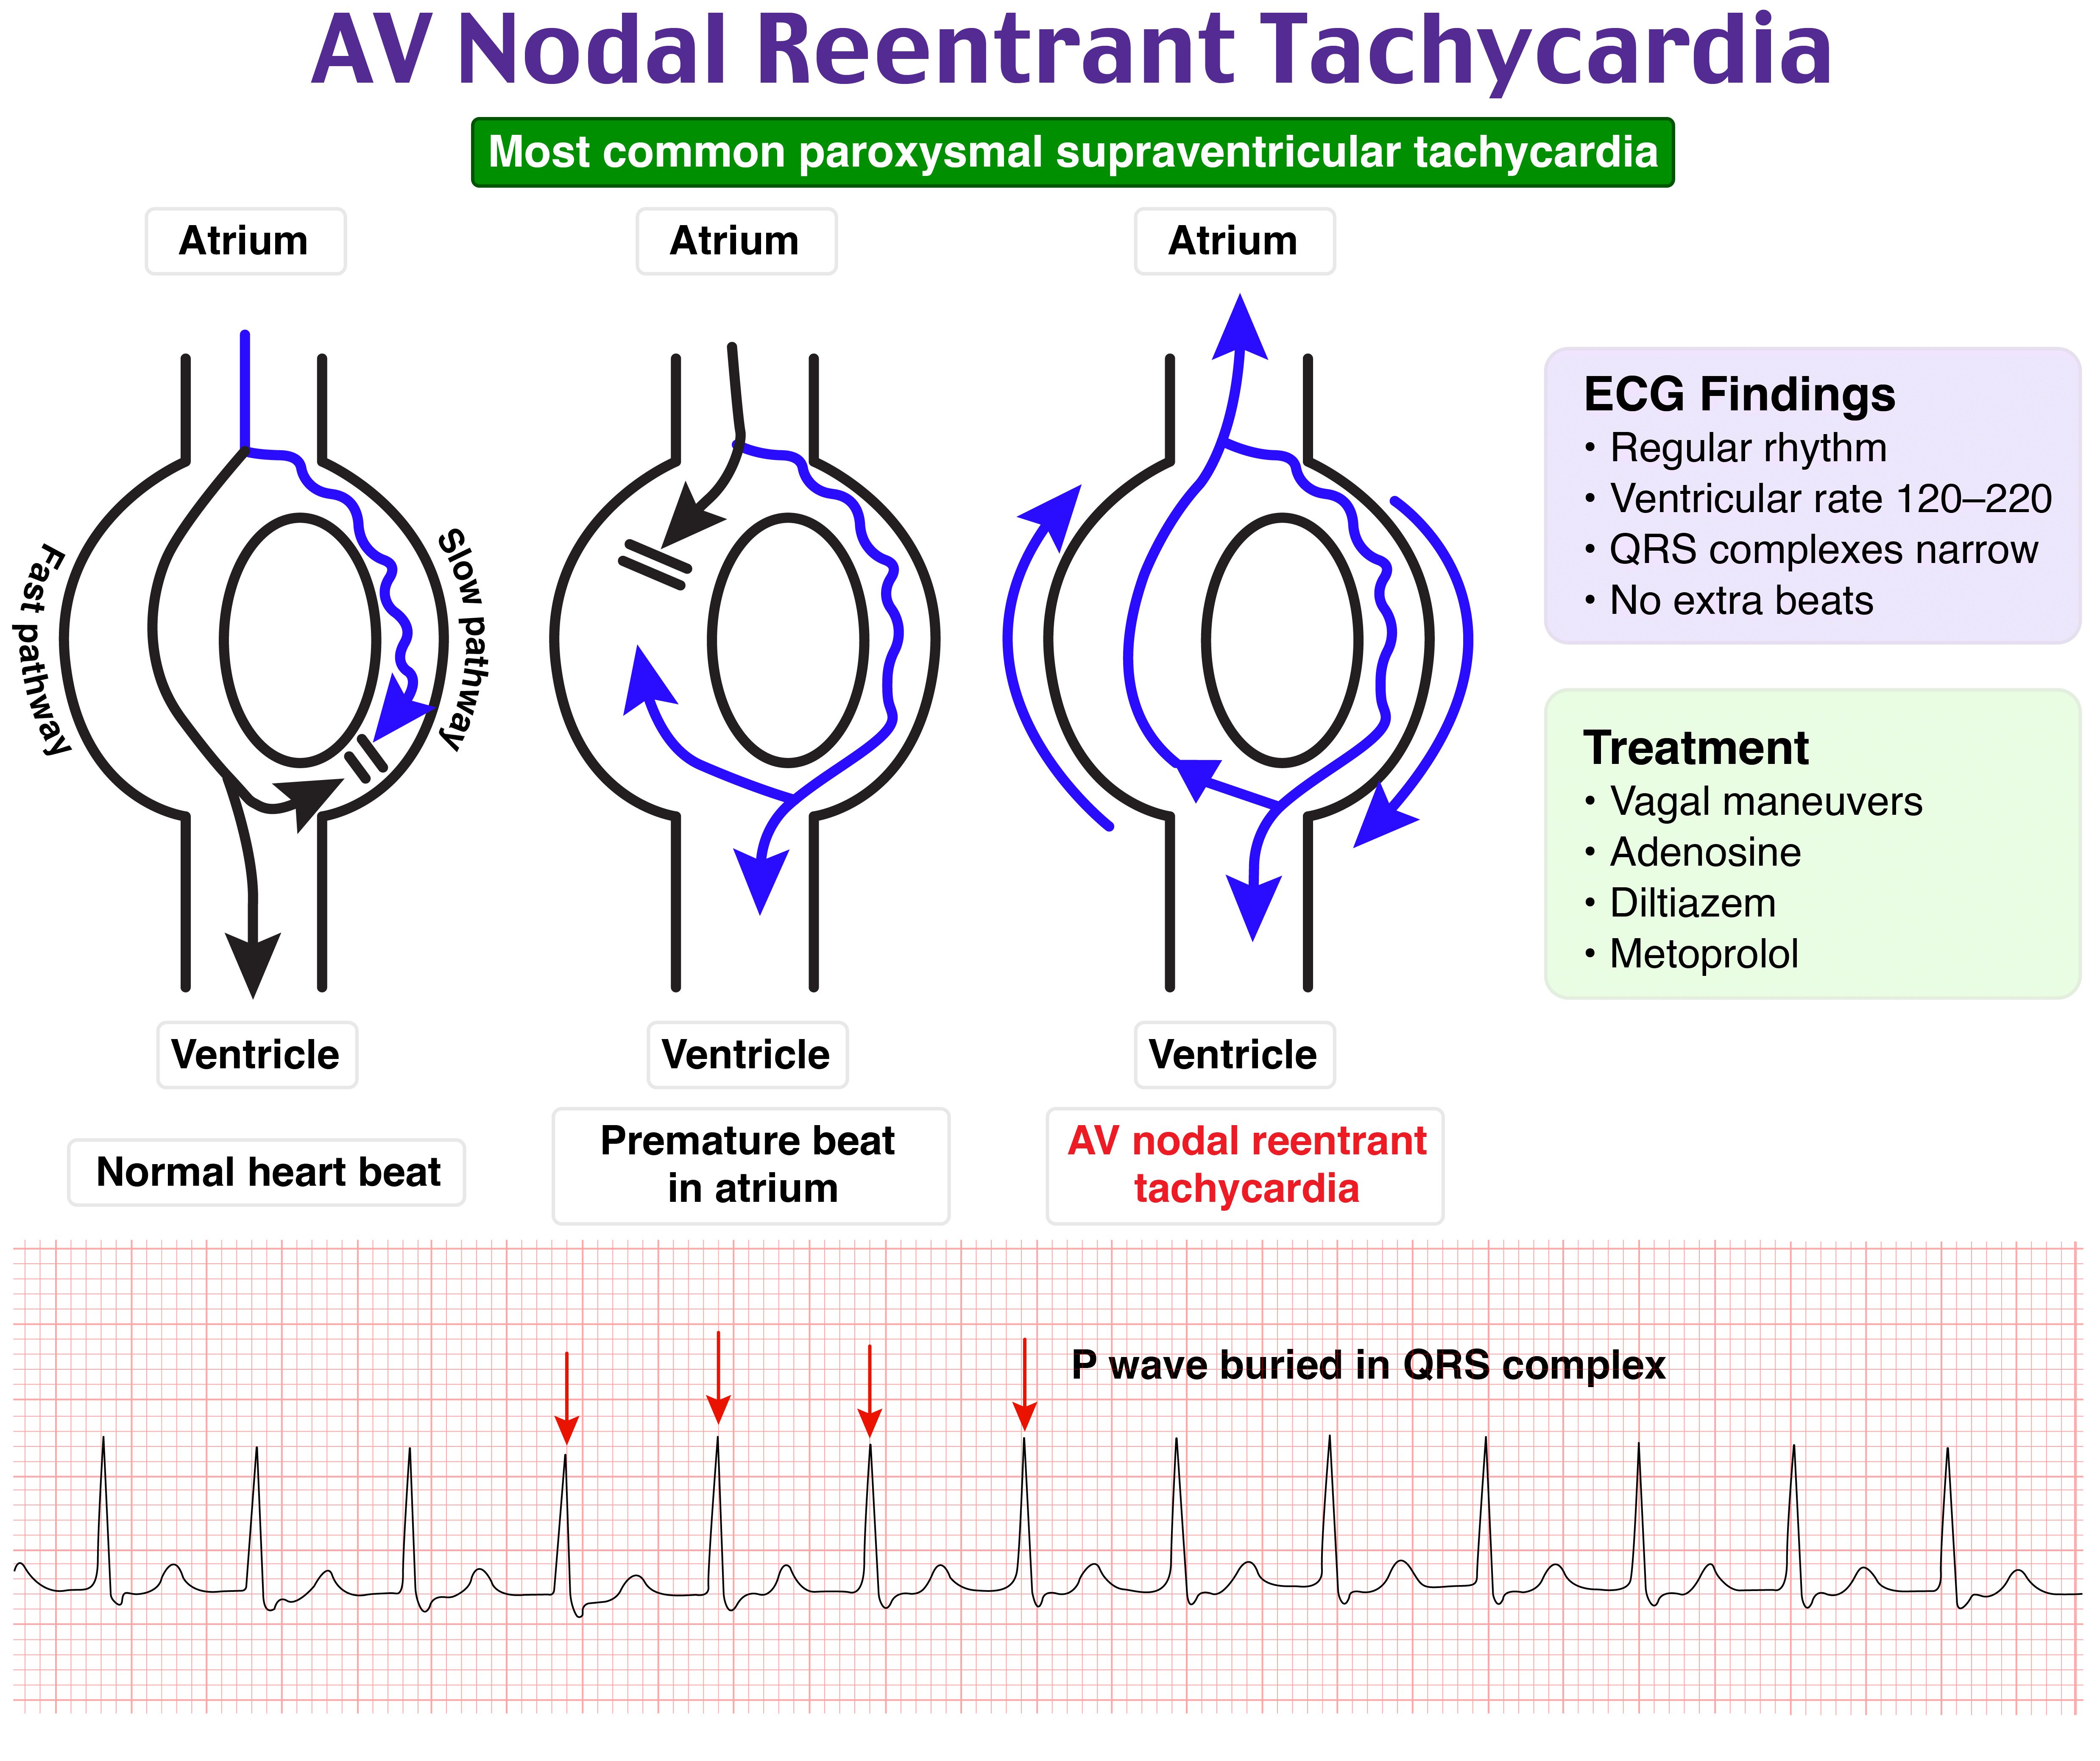 AV Nodal Reentrant Tachycardia
Most common paroxysmal supraventricular tachycardia
Atrium
Atrium
Atrium
Fast pathway
Slow pathway
Ventricle
Ventricle
Ventricle
Normal heart beat
Premature beat
in atrium
AV nodal reentrant
tachycardia
ECG Findings
• Regular rhythm
• Ventricular rate 120–220
• QRS complexes narrow
• No extra beats
Treatment
• Vagal maneuvers
• Adenosine
• Diltiazem
• Metoprolol
P wave buried in QRS complex